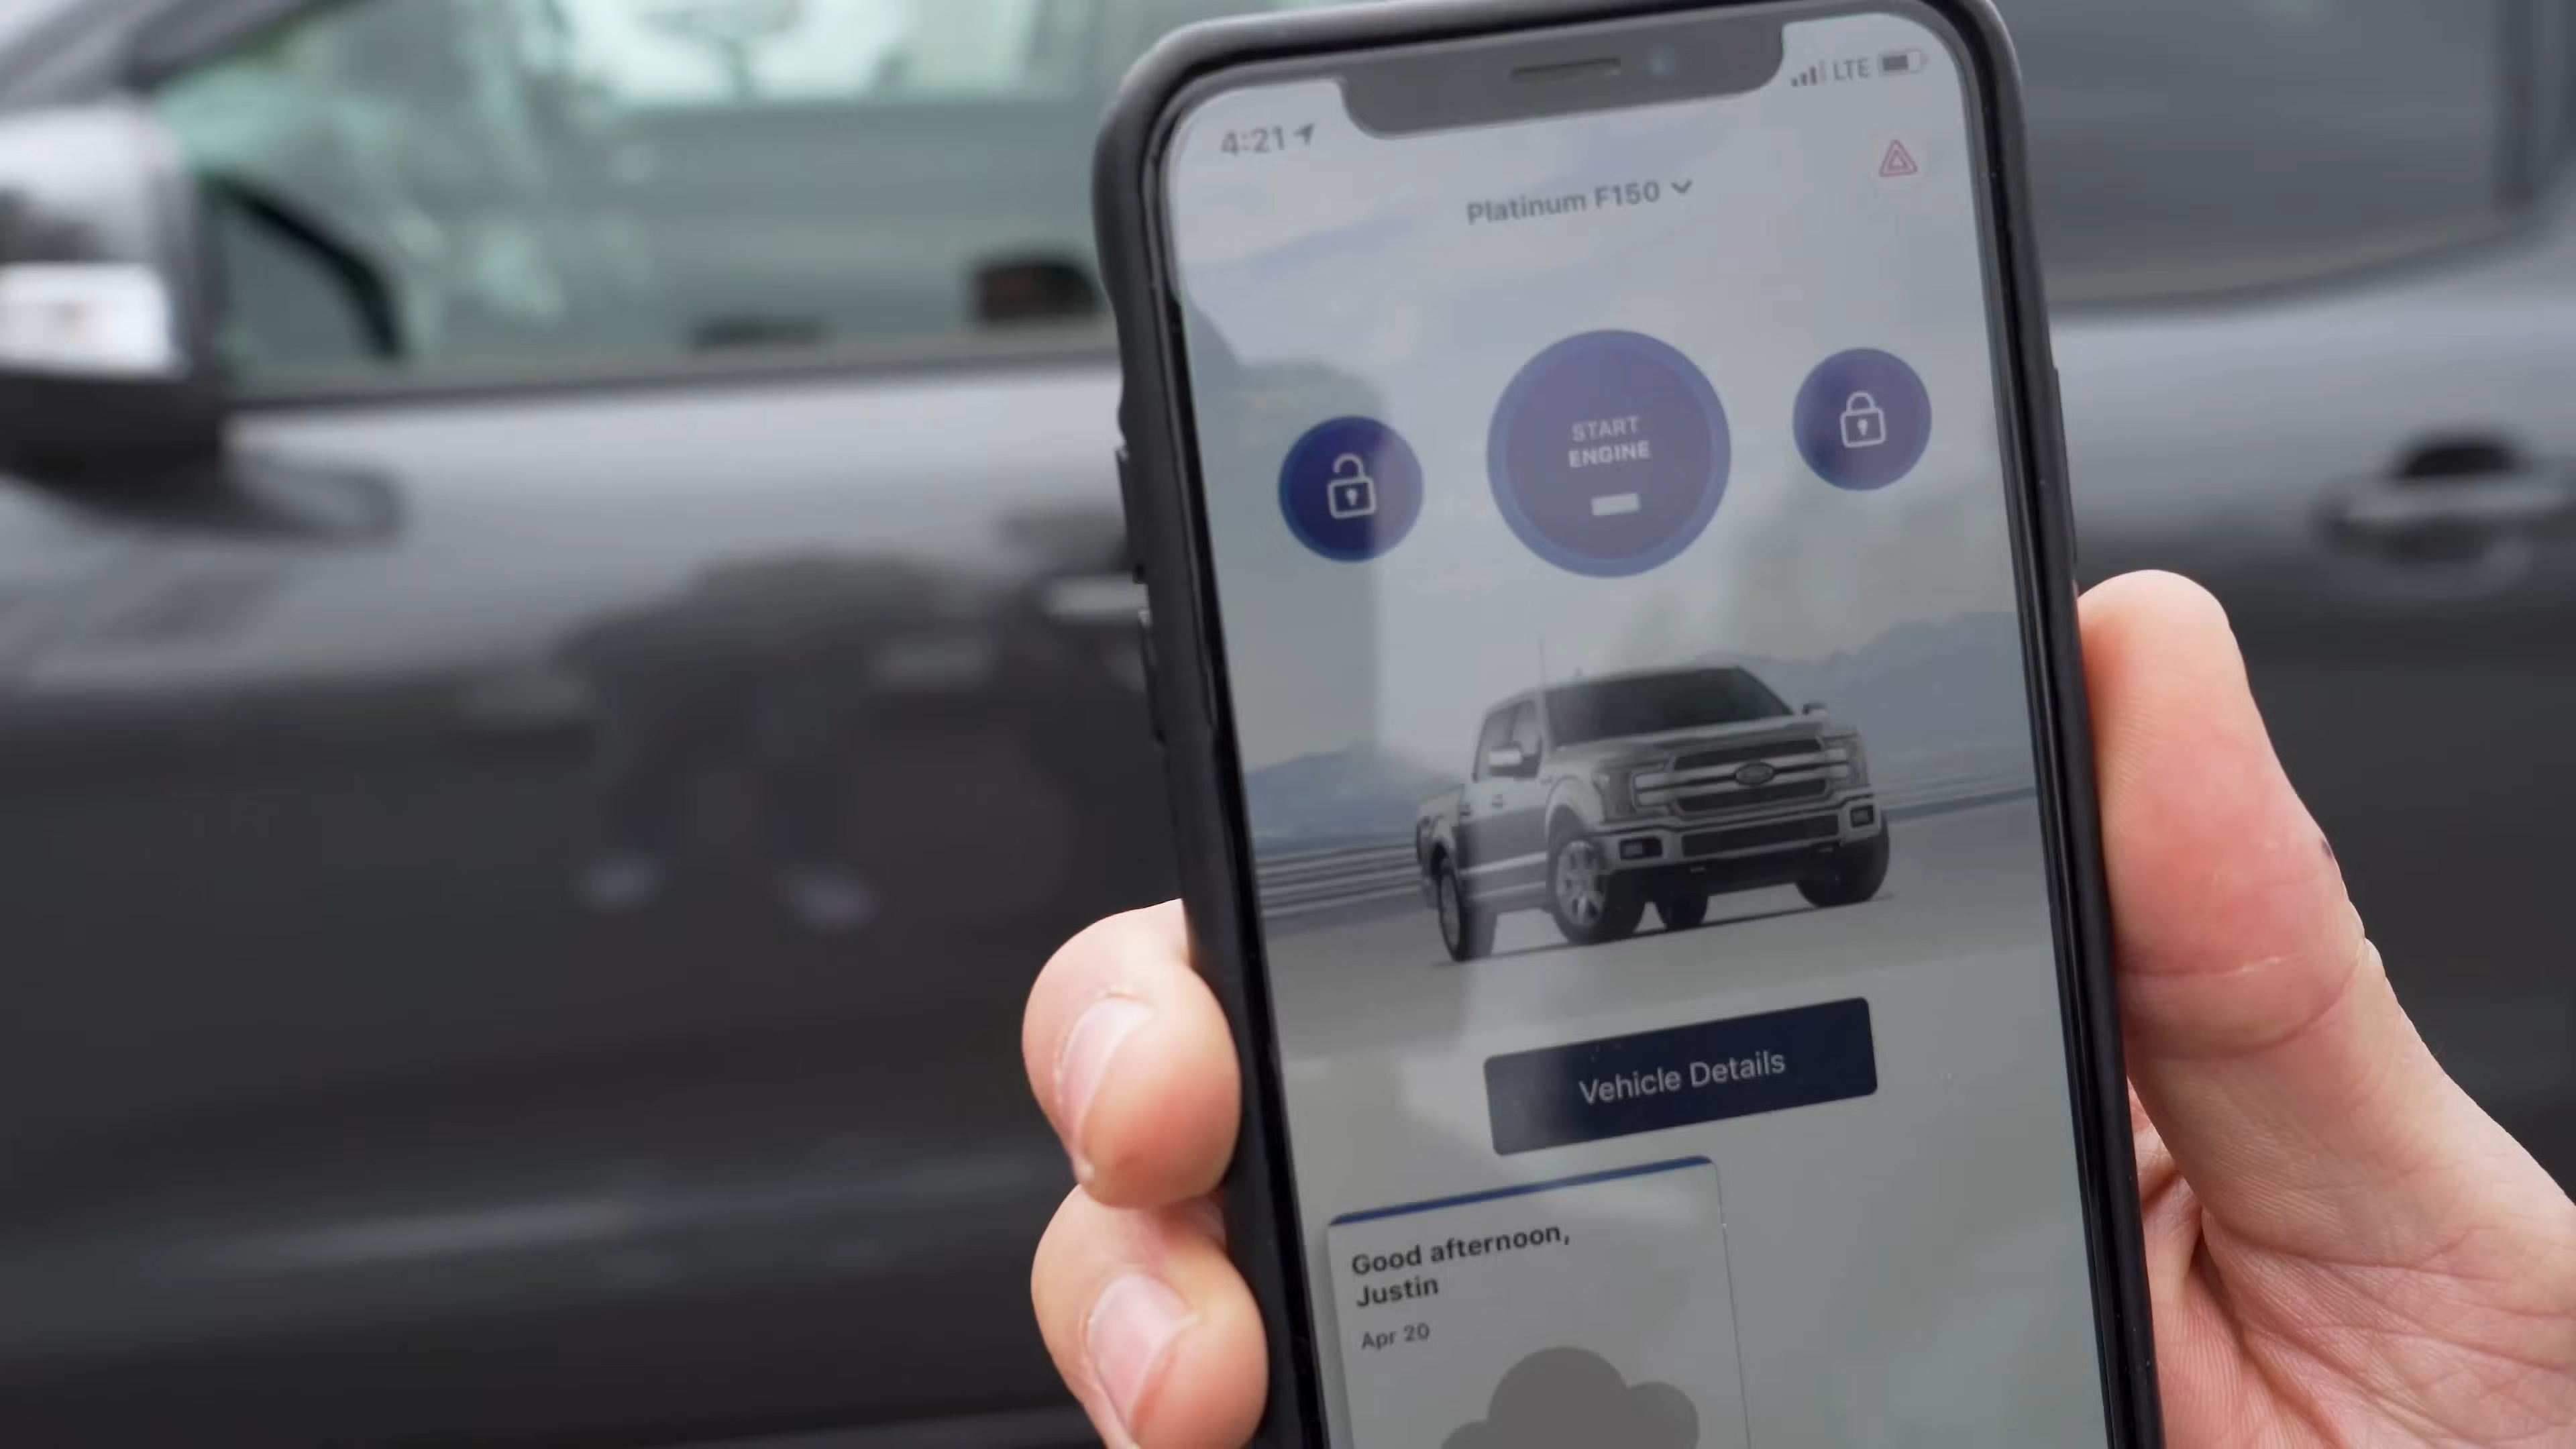 4:21
LTE
Platinum F150
START
ENGINE
Vehicle Details
Good afternoon,
Justin
Apr 20